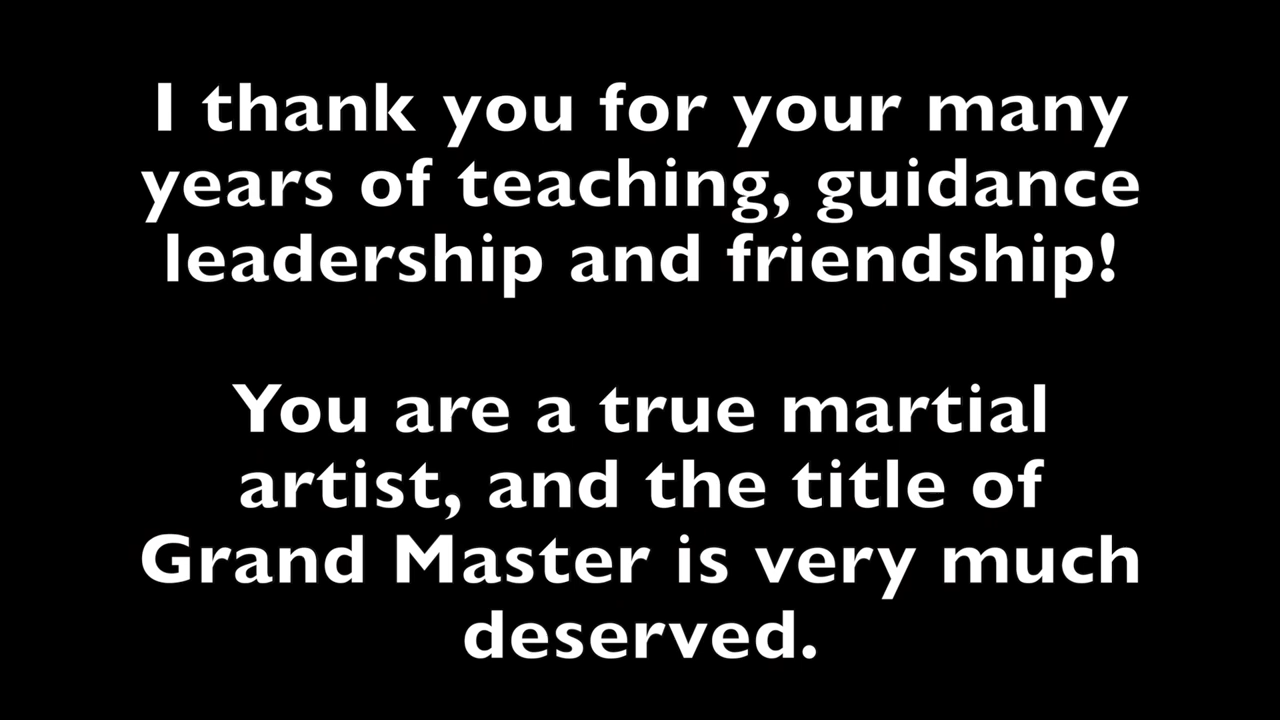 I thank you for your many
years of teaching, guidance
leadership and friendship!
You are a true martial
artist, and the title of
Grand Master is very much
deserved.